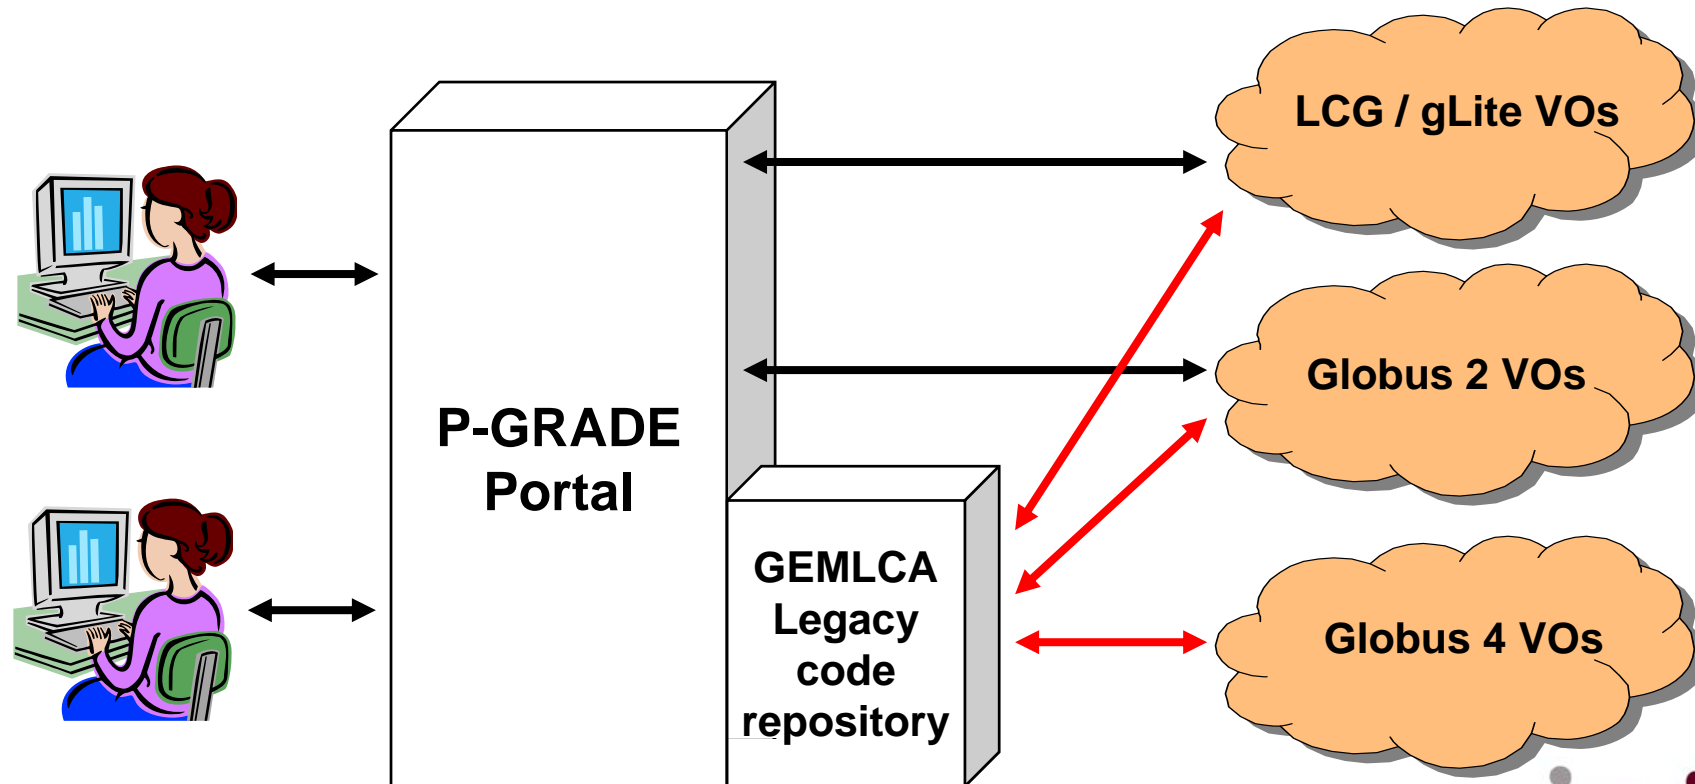 LCG / gLite VOs
Globus 2 VOs
P-GRADE
Portal
GEMLCA
Legacy
code
repository
Globus 4 VOs